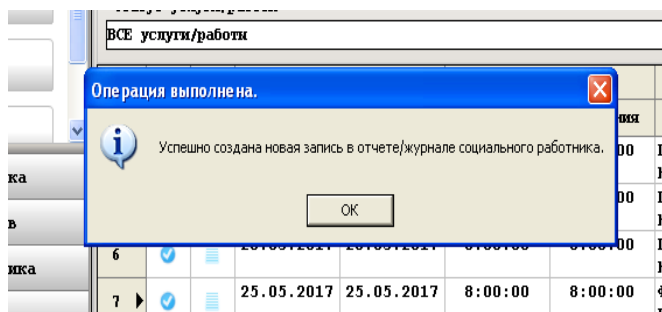 ВСЕ услуги/работы
Операция выполнена.
ния
Успешно создана новая запись в отчете/журнале социального работника.
00
ка
OK
00
в
6
00
ика
7 25.05.2017 25.05.2017 8:00:00 8:00:00